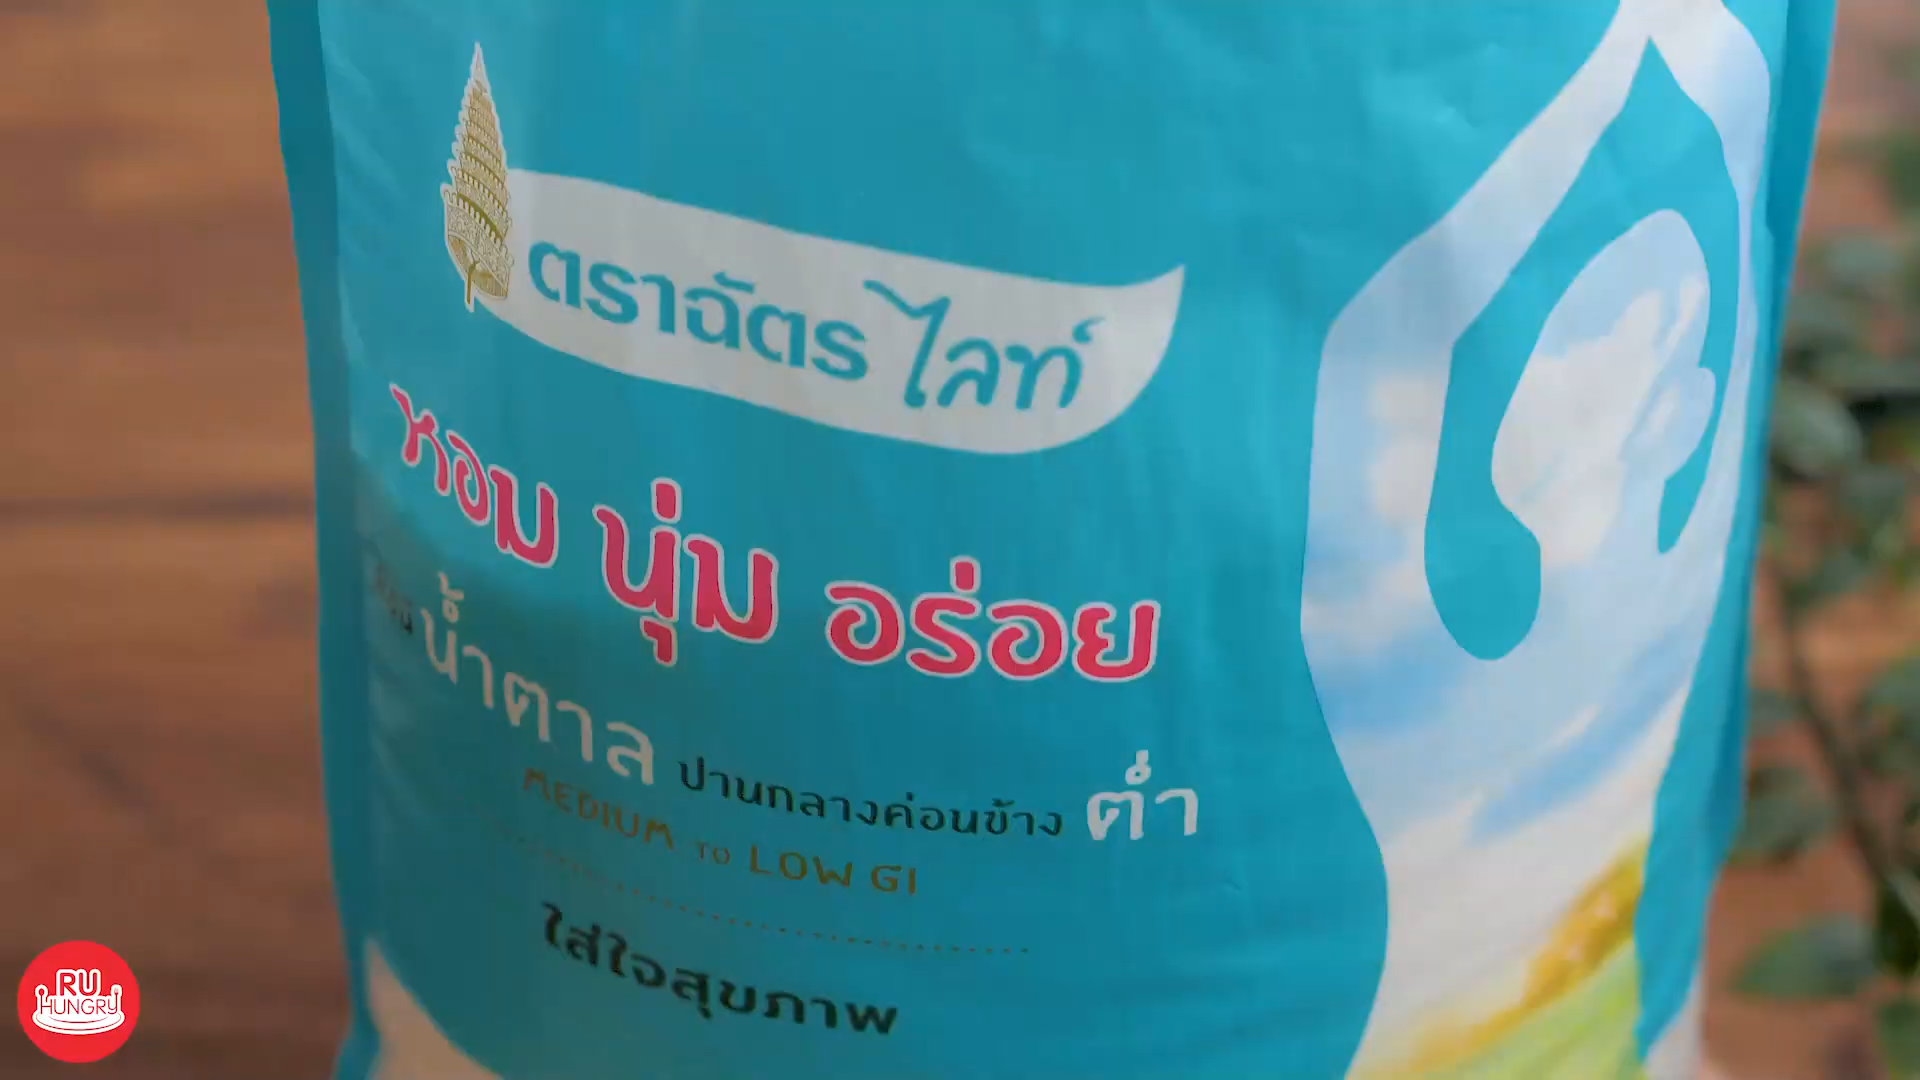 ตราฉัตร ไลท์
หอม นุ่ม อร่อย
น้ำตาล ปานกลางค่อนข้าง ต่ำ
MEDIUM TO LOW GI
ใส่ใจสุขภาพ
RU
HUNGRY